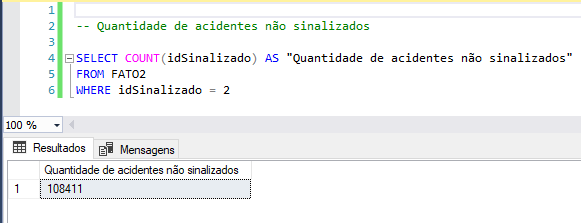 1
2 -- Quantidade de acidentes não sinalizados
3
4 SELECT COUNT(idSinalizado) AS "Quantidade de acidentes não sinalizados"
5 FROM FATO2
6 WHERE idSinalizado = 2
100 %
Resultados Mensagens
Quantidade de acidentes não sinalizados
1 108411